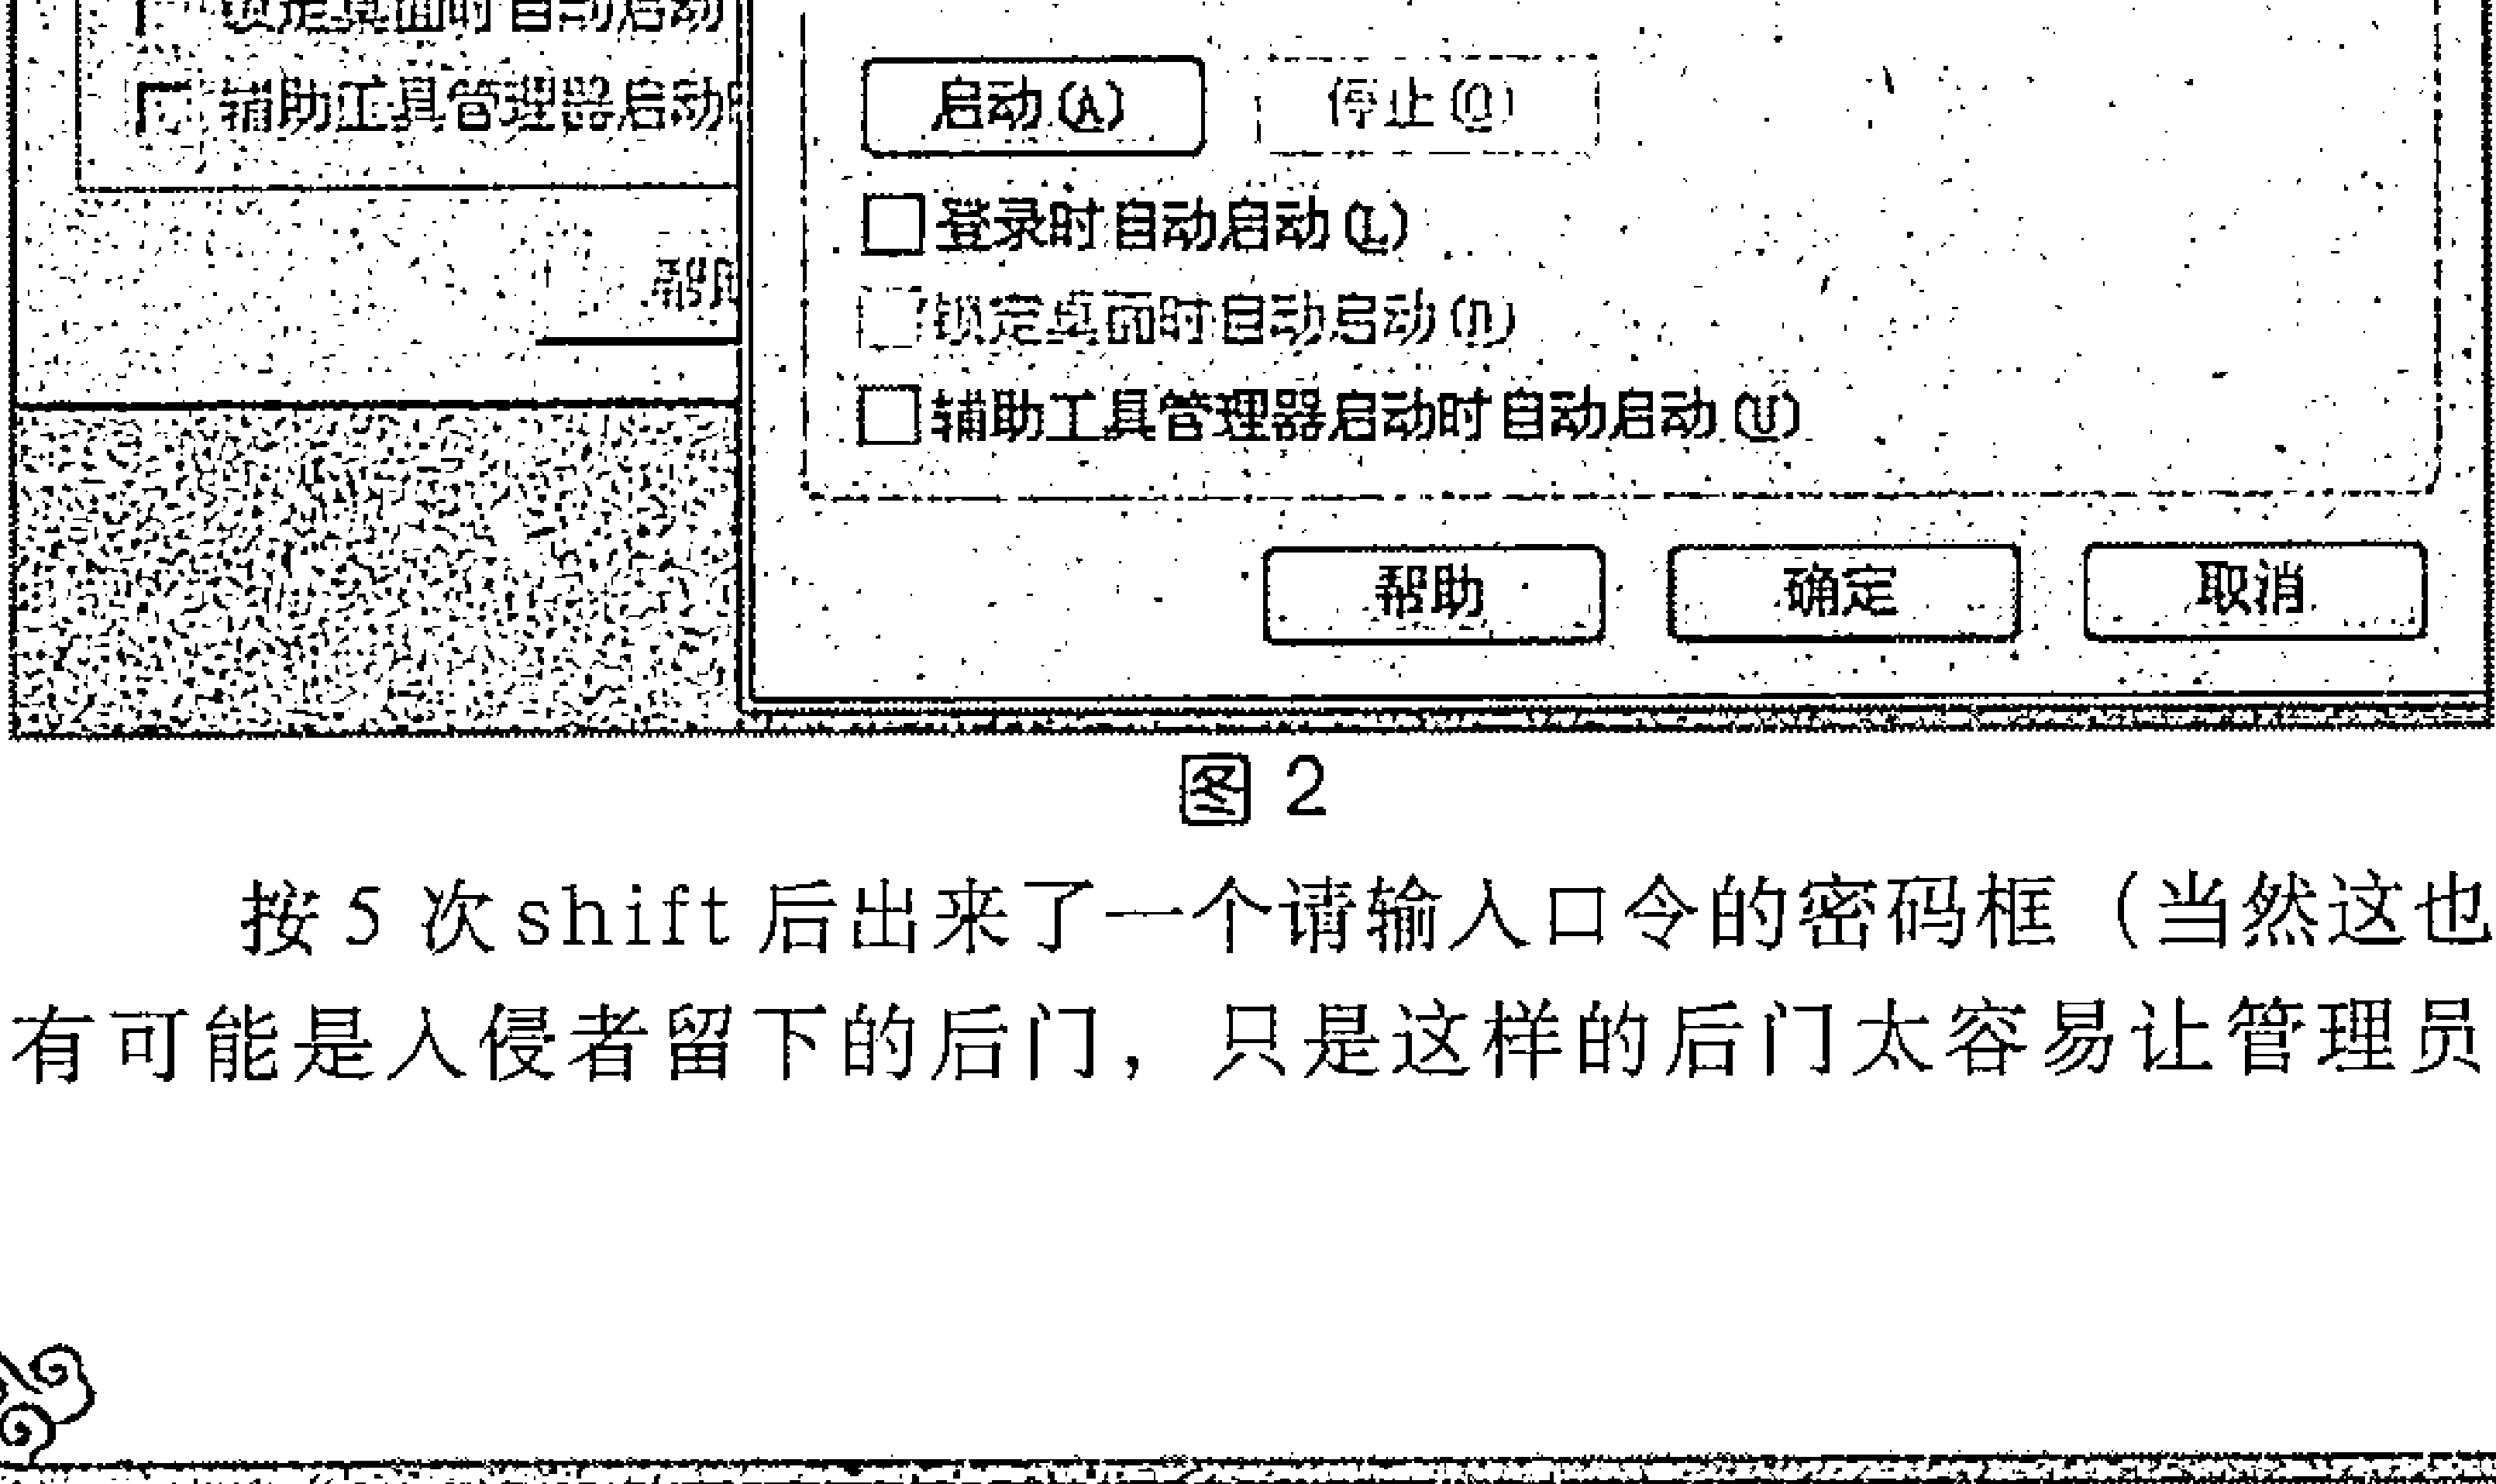 锁定桌面时自动启动
辅助工具管理器启动
帮助
启动(A) 停止(O)
登录时自动启动(L)
锁定桌面时自动启动(n)
辅助工具管理器启动时自动启动(U)
帮助 确定 取消
图 2
按5次shift后出来了一个请输入口令的密码框（当然这也
有可能是入侵者留下的后门，只是这样的后门太容易让管理员